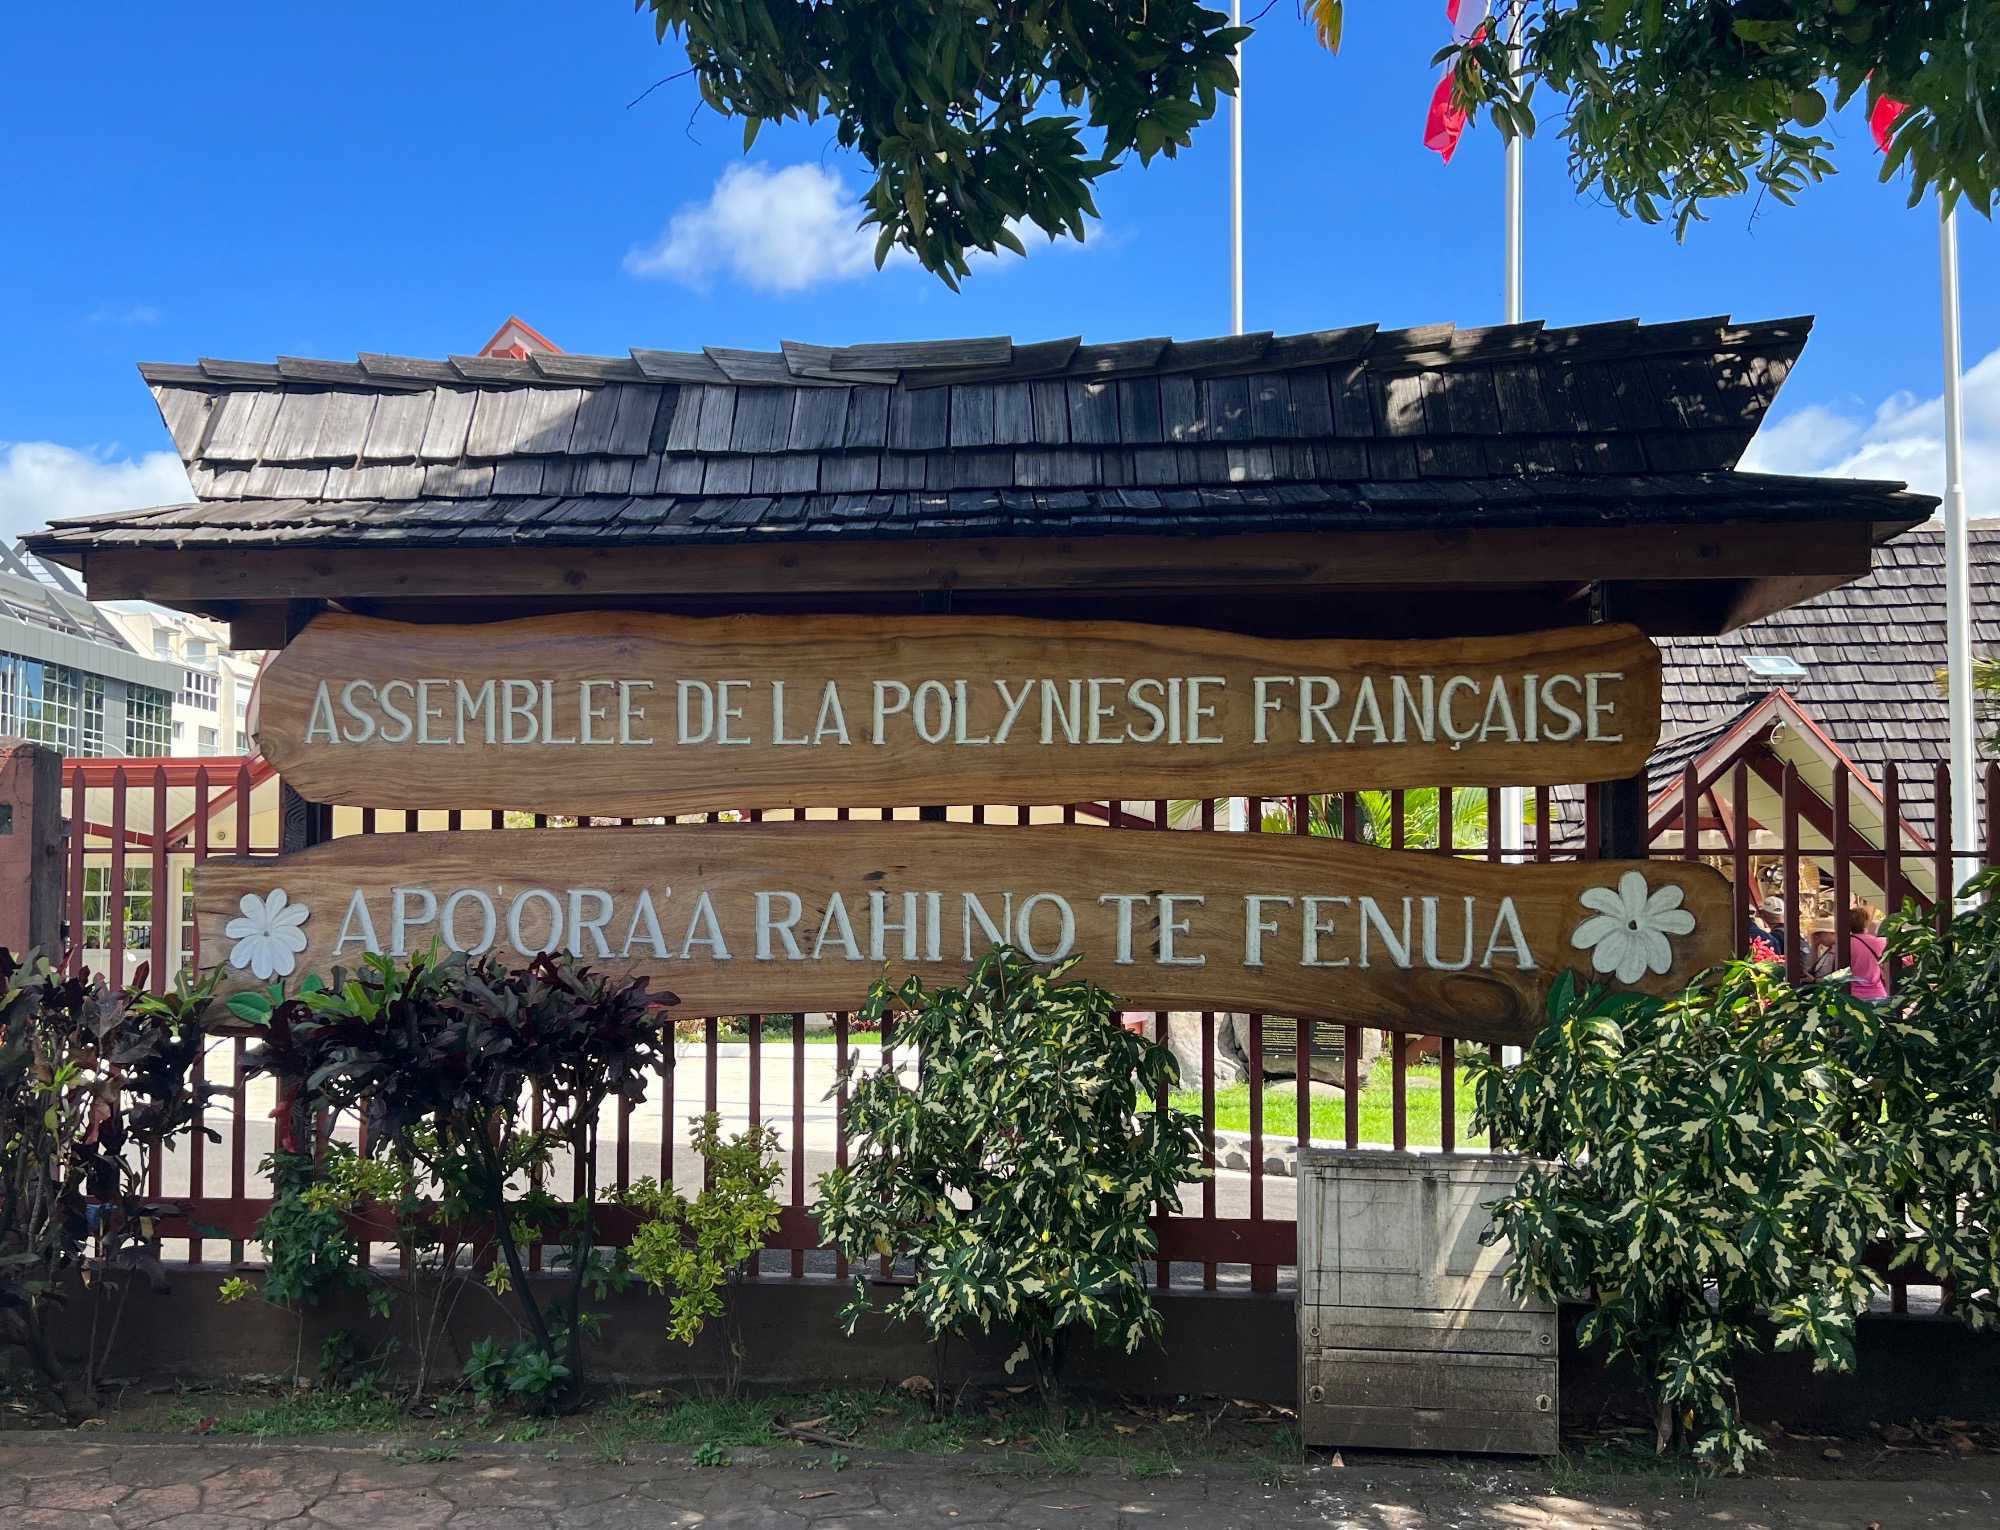 ASSEMBLEE DE LA POLYNESIE FRANÇAISE
APO'ORA'A RAHI NO TE FENUA